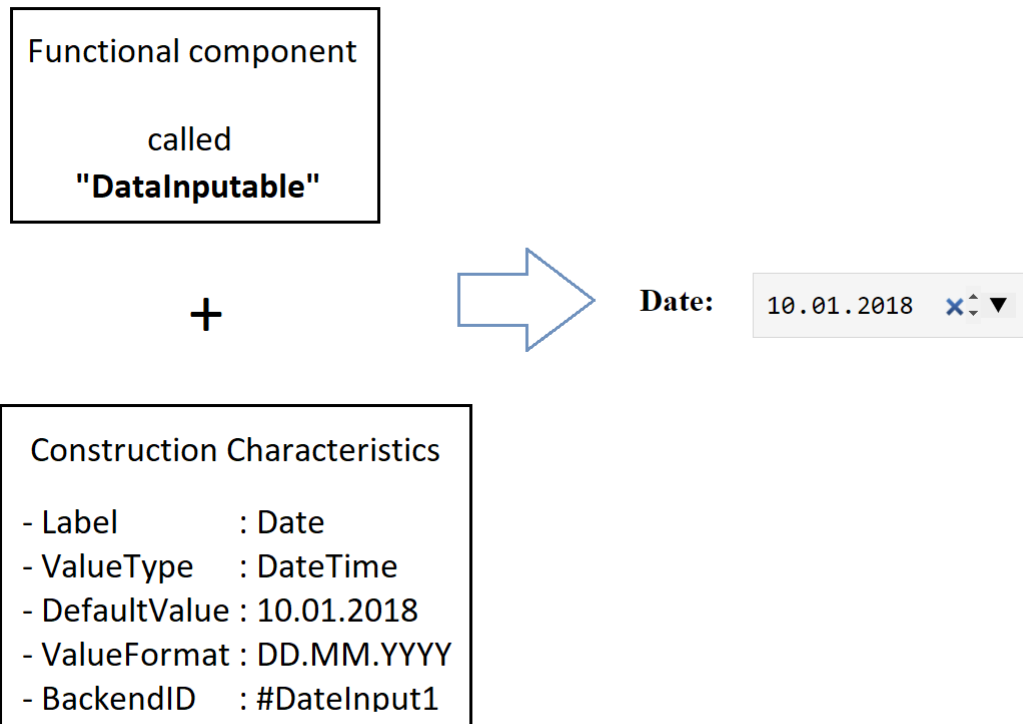 Functional component
called
"DataInputable"
+
Date: 10.01.2018
Construction Characteristics
- Label : Date
- ValueType : DateTime
- DefaultValue : 10.01.2018
- ValueFormat : DD.MM.YYYY
- BackendID : #DateInput1